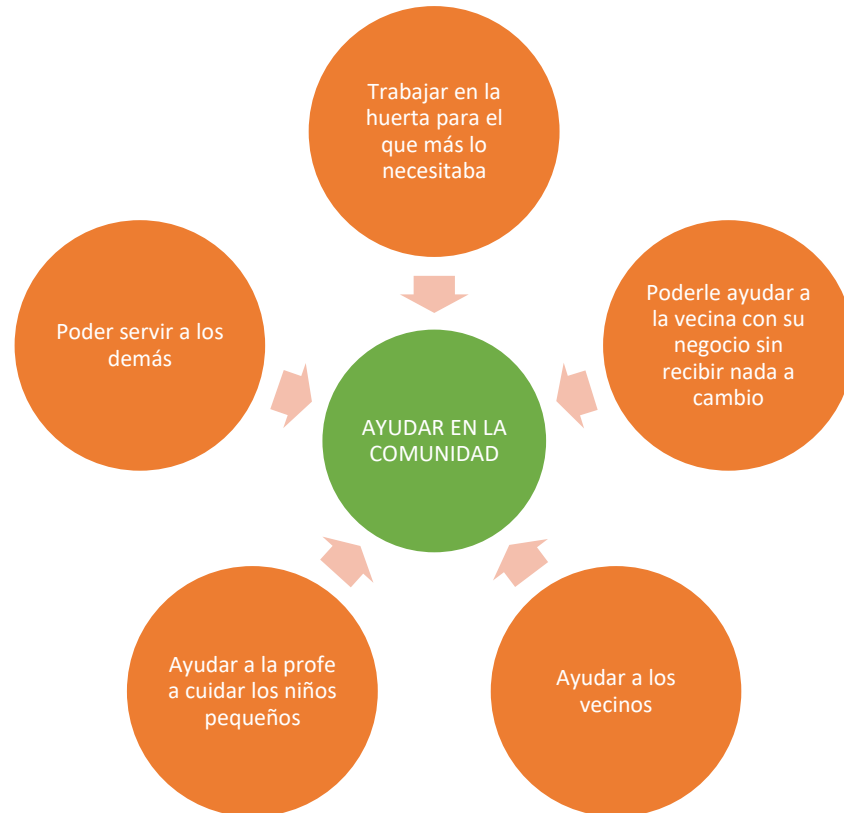 Trabajar en la
huerta para el
que más lo
necesitaba
Poderle ayudar a
la vecina con su
negocio sin
recibir nada a
cambio
Poder servir a los
demás
AYUDAR EN LA
COMUNIDAD
Ayudar a la profe
a cuidar los niños
pequeños
Ayudar a los
vecinos